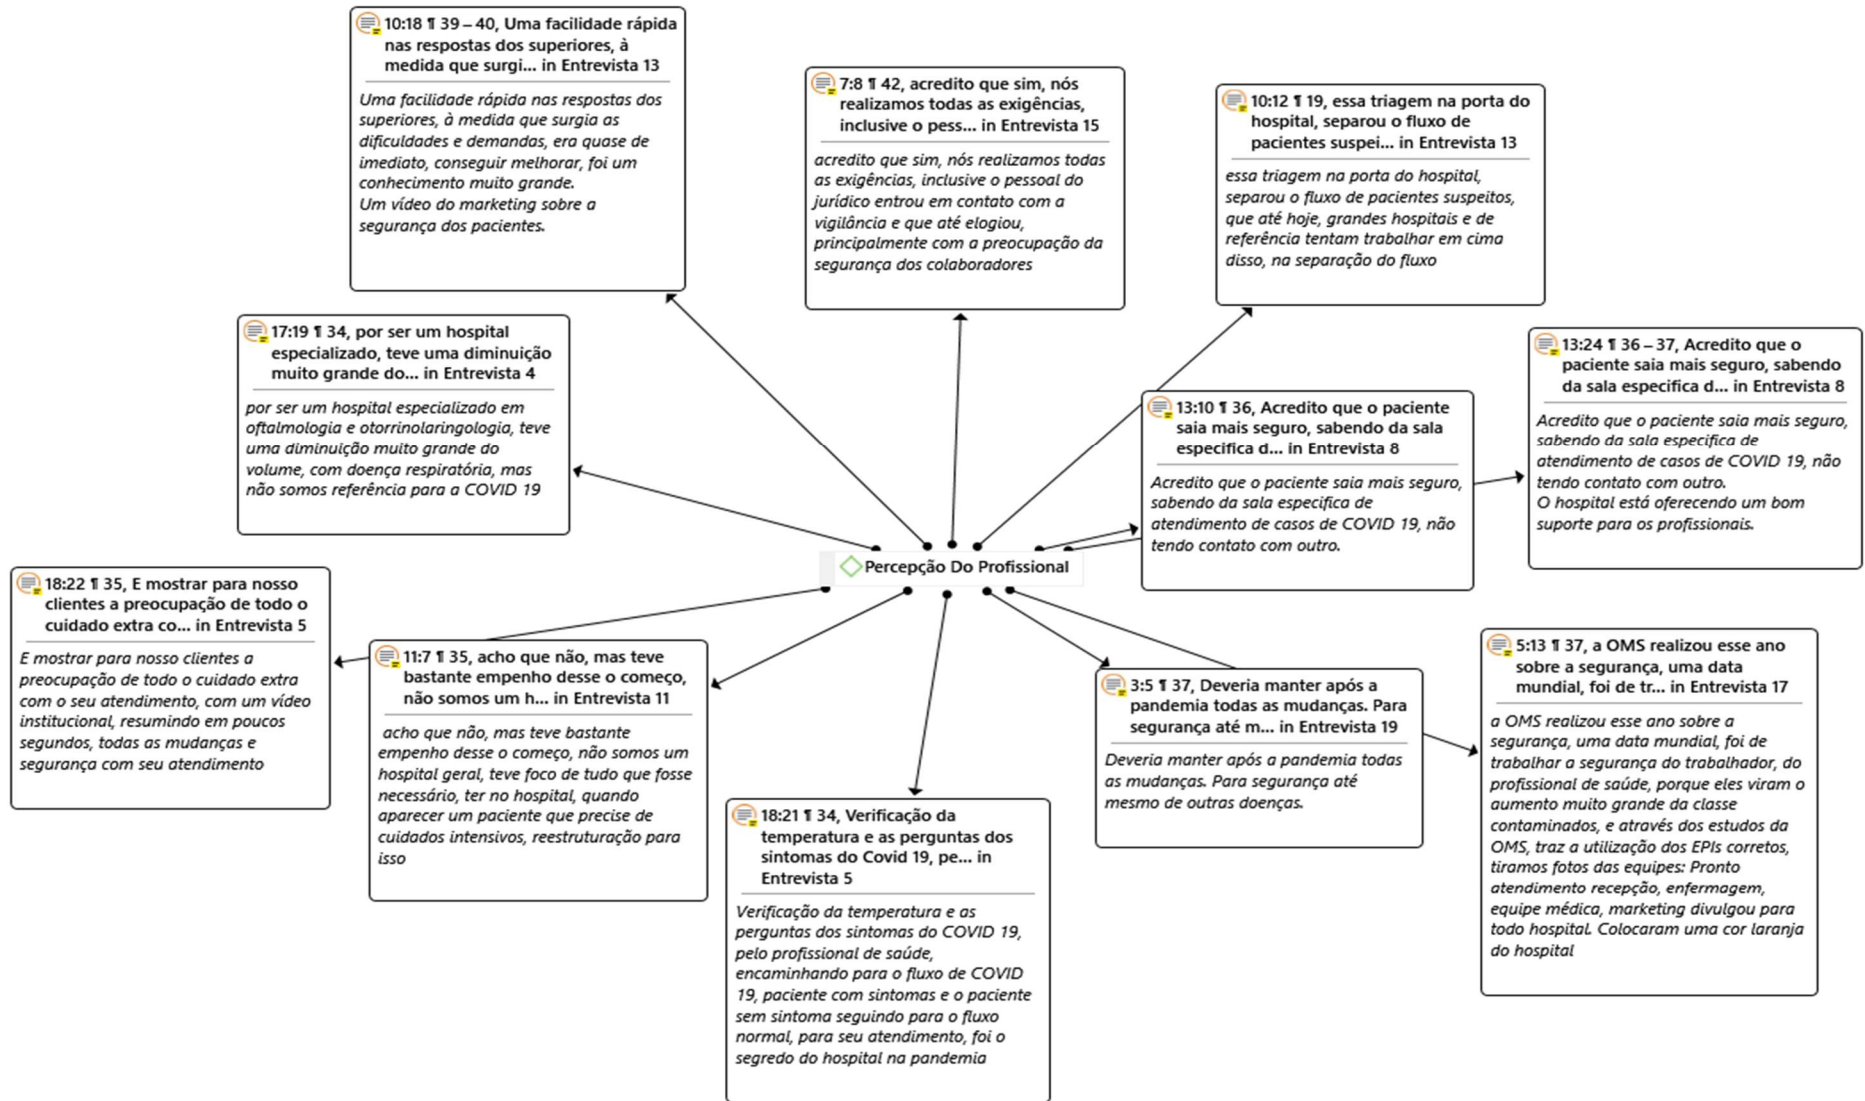 10:18 ¶ 39 – 40, Uma facilidade rápida
nas respostas dos superiores, à
medida que surgi... in Entrevista 13
Uma facilidade rápida nas respostas dos
superiores, à medida que surgia as
dificuldades e demandas, era quase de
imediato, conseguir melhorar, foi um
conhecimento muito grande.
Um vídeo do marketing sobre a
segurança dos pacientes.
7:8 ¶ 42, acredito que sim, nós
realizamos todas as exigências,
inclusive o pess... in Entrevista 15
acredito que sim, nós realizamos todas
as exigências, inclusive o pessoal do
jurídico entrou em contato com a
vigilância e que até elogiou,
principalmente com a preocupação da
segurança dos colaboradores
10:12 ¶ 19, essa triagem na porta do
hospital, separou o fluxo de
pacientes suspei... in Entrevista 13
essa triagem na porta do hospital,
separou o fluxo de pacientes suspeitos,
que até hoje, grandes hospitais e de
referência tentam trabalhar em cima
disso, na separação do fluxo
17:19 ¶ 34, por ser um hospital
especializado, teve uma diminuição
muito grande do... in Entrevista 4
por ser um hospital especializado em
oftalmologia e otorrinolaringologia, teve
uma diminuição muito grande do
volume, com doença respiratória, mas
não somos referência para a COVID 19
13:24 ¶ 36 – 37, Acredito que o
paciente saia mais seguro, sabendo
da sala especifica d... in Entrevista 8
Acredito que o paciente saia mais seguro,
sabendo da sala especifica de
atendimento de casos de COVID 19, não
tendo contato com outro.
O hospital está oferecendo um bom
suporte para os profissionais.
13:10 ¶ 36, Acredito que o paciente
saia mais seguro, sabendo da sala
especifica d... in Entrevista 8
Acredito que o paciente saia mais seguro,
sabendo da sala especifica de
atendimento de casos de COVID 19, não
tendo contato com outro.
Percepção Do Profissional
18:22 ¶ 35, E mostrar para nosso
clientes a preocupação de todo o
cuidado extra co... in Entrevista 5
E mostrar para nosso clientes a
preocupação de todo o cuidado extra
com o seu atendimento, com um vídeo
institucional, resumindo em poucos
segundos, todas as mudanças e
segurança com seu atendimento
11:7 ¶ 35, acho que não, mas teve
bastante empenho desse o começo,
não somos um h... in Entrevista 11
acho que não, mas teve bastante
empenho desse o começo, não somos um
hospital geral, teve foco de tudo que fosse
necessário, ter no hospital, quando
aparecer um paciente que precise de
cuidados intensivos, reestruturação para
isso
18:21 ¶ 34, Verificação da
temperatura e as perguntas dos
sintomas do Covid 19, pe... in
Entrevista 5
Verificação da temperatura e as
perguntas dos sintomas do COVID 19,
pelo profissional de saúde,
encaminhando para o fluxo de COVID
19, paciente com sintomas e o paciente
sem sintoma seguindo para o fluxo
normal, para seu atendimento, foi o
segredo do hospital na pandemia
3:5 ¶ 37, Deveria manter após a
pandemia todas as mudanças. Para
segurança até m... in Entrevista 19
Deveria manter após a pandemia todas
as mudanças. Para segurança até
mesmo de outras doenças.
5:13 ¶ 37, a OMS realizou esse ano
sobre a segurança, uma data
mundial, foi de tr... in Entrevista 17
a OMS realizou esse ano sobre a
segurança, uma data mundial, foi de
trabalhar a segurança do trabalhador, do
profissional de saúde, porque eles viram o
aumento muito grande da classe
contaminados, e através dos estudos da
OMS, traz a utilização dos EPIs corretos,
tiramos fotos das equipes: Pronto
atendimento recepção, enfermagem,
equipe médica, marketing divulgou para
todo hospital. Colocaram uma cor laranja
do hospital